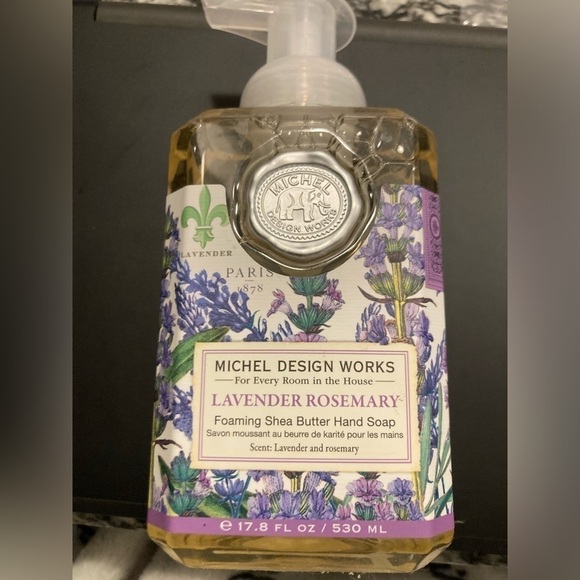 MICHEL
DESIGN WORKS
LAVENDER
PARIS
1878
MICHEL DESIGN WORKS
For Every Room in the House
LAVENDER ROSEMARY
Foaming Shea Butter Hand Soap
Savon moussant au beurre de karité pour les mains
Scent: Lavender and rosemary
e 17.8 FL OZ / 530 ML